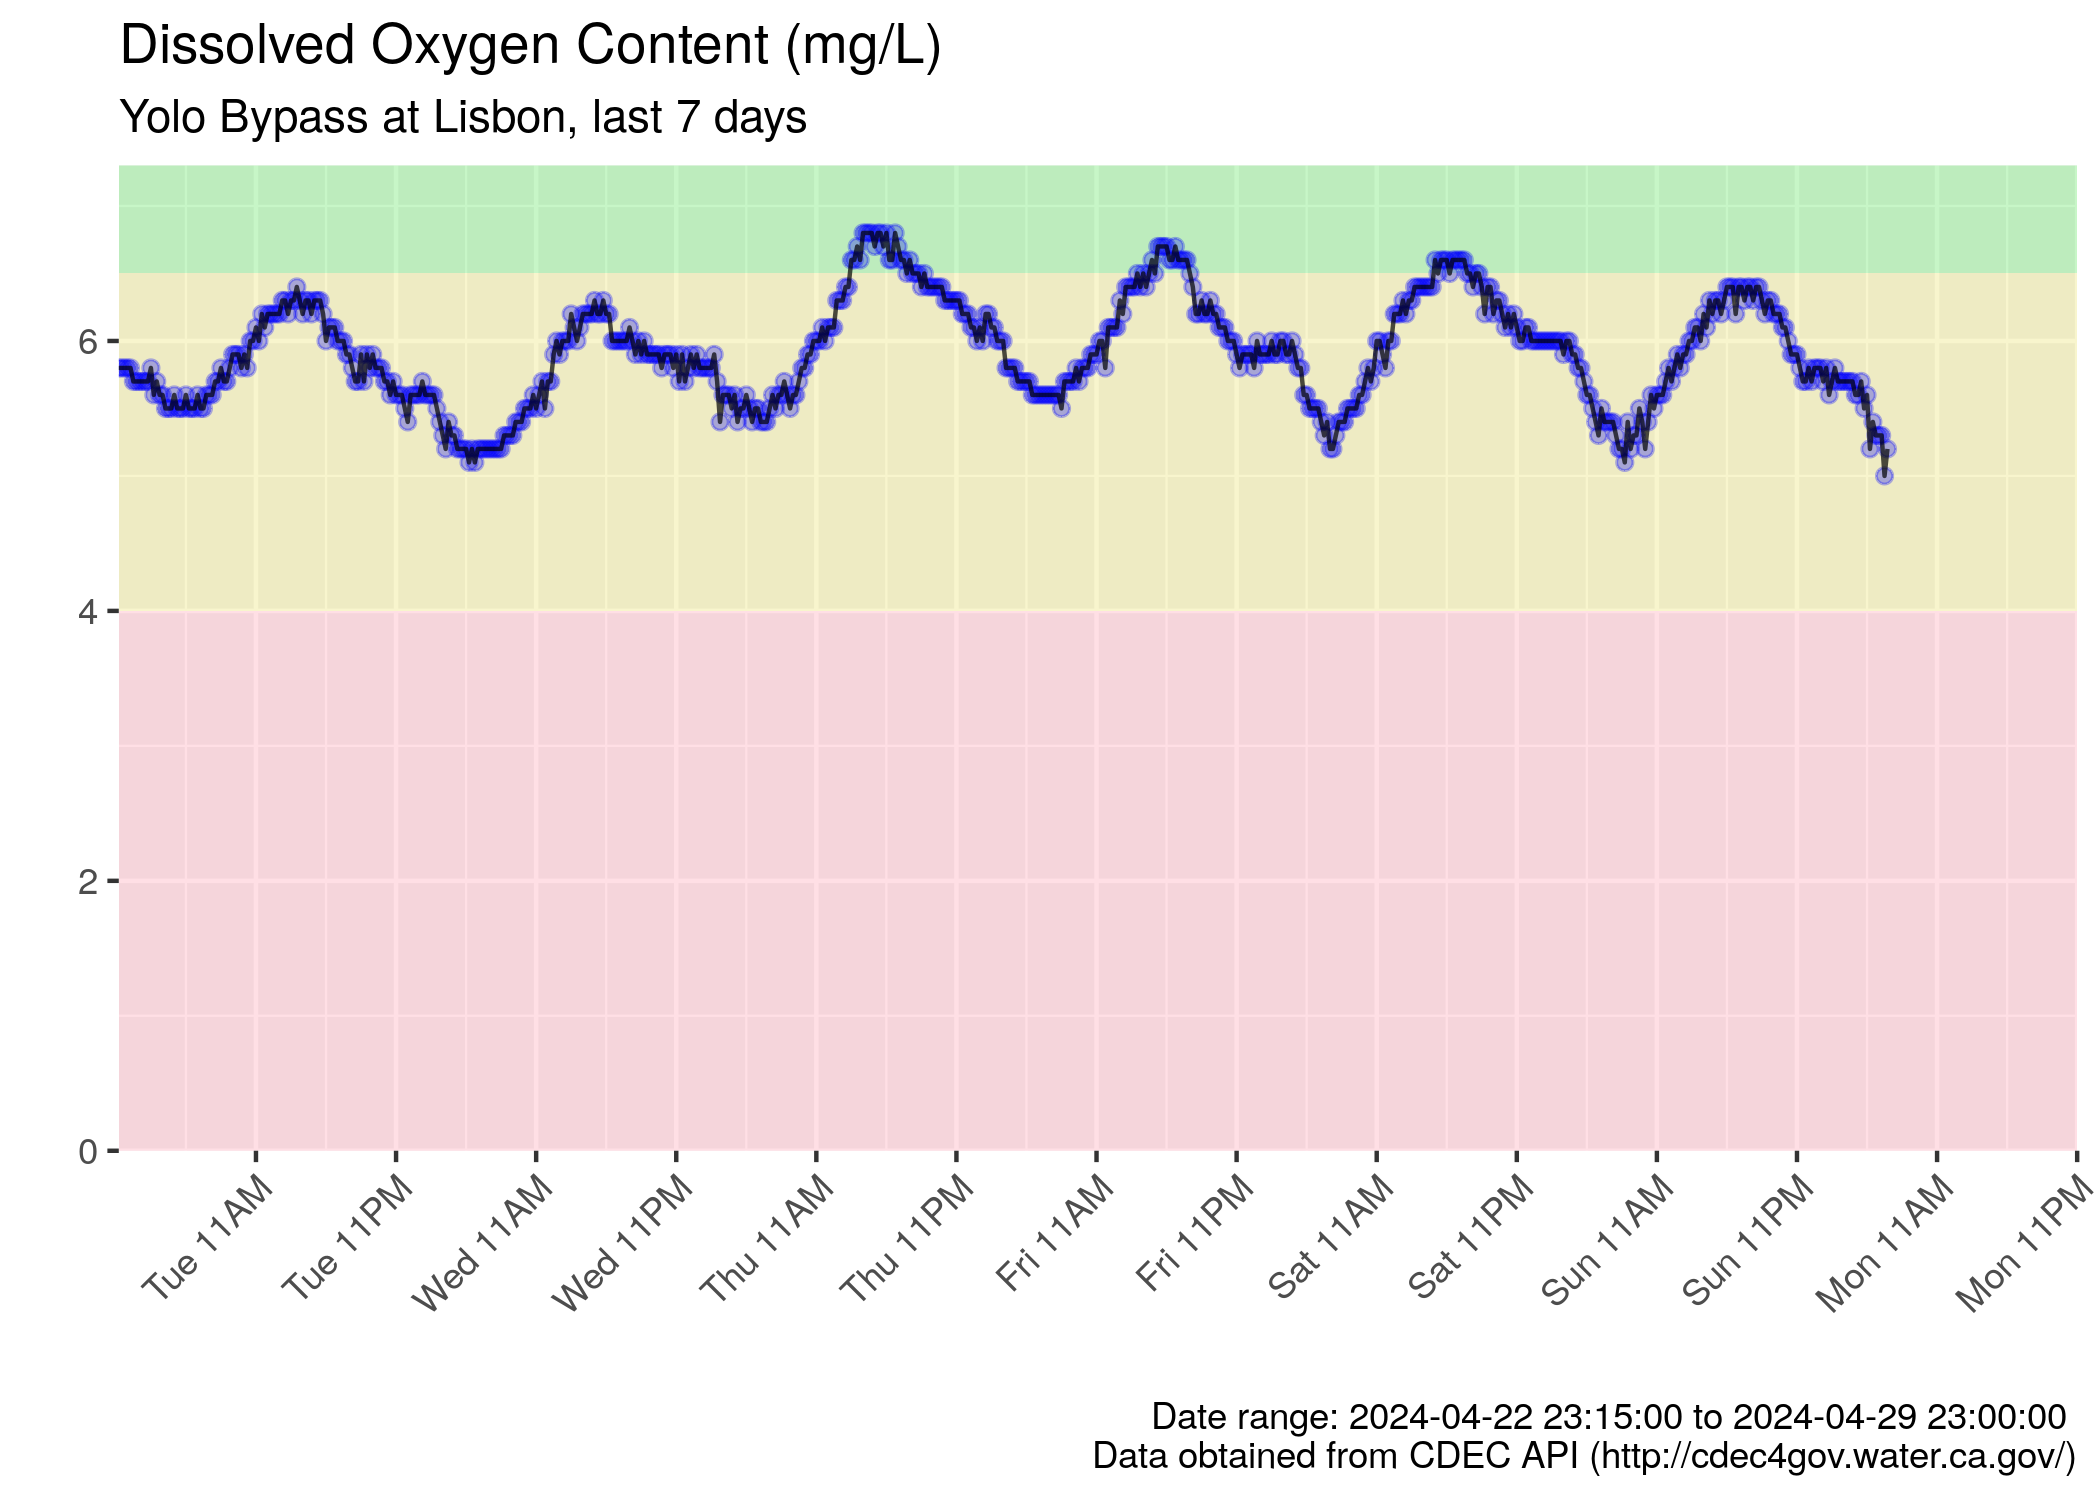 Dissolved Oxygen Content (mg/L)
Yolo Bypass at Lisbon, last 7 days
6
4
2
0
Tue 11AM
Tue 11PM
Wed 11AM
Wed 11PM
Thu 11AM
Thu 11PM
Fri 11AM
Fri 11PM
Sat 11AM
Sat 11PM
Sun 11AM
Sun 11PM
Mon 11AM
Mon 11PM
Date range: 2024-04-22 23:15:00 to 2024-04-29 23:00:00
Data obtained from CDEC API (http://cdec4gov.water.ca.gov/)